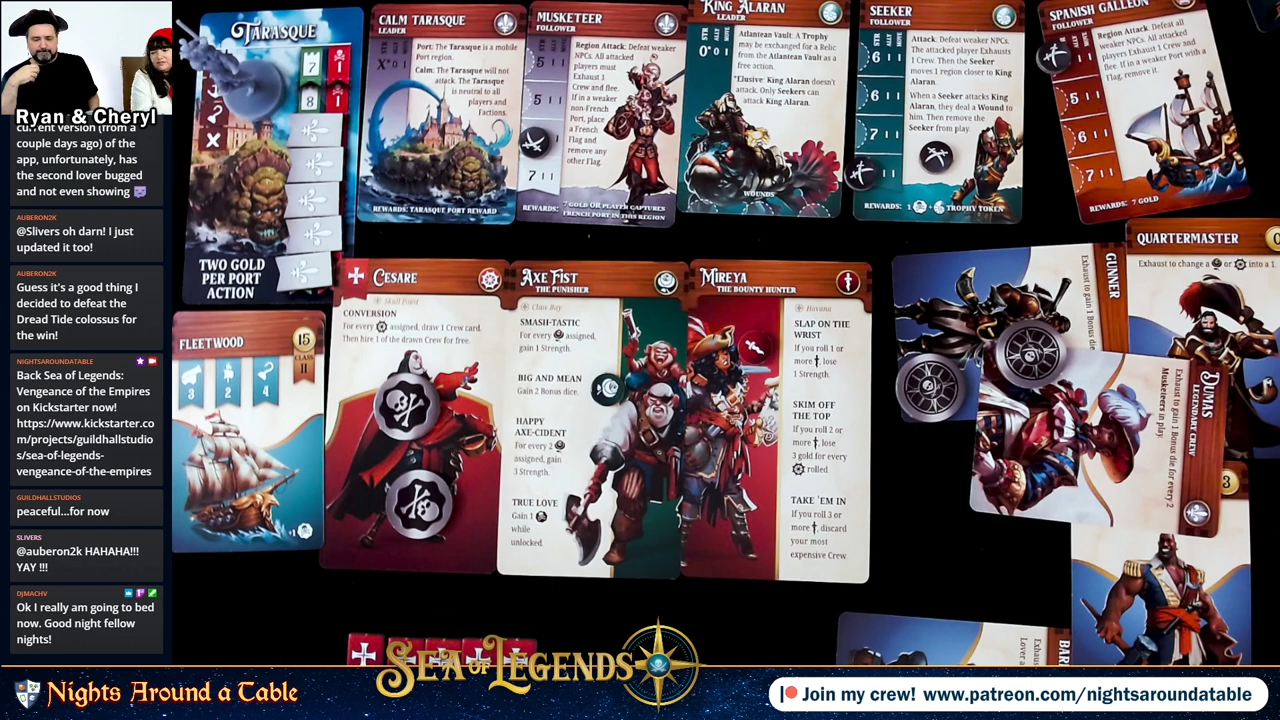 Ryan & Cheryl
current version (from a
couple days ago) of the
app, unfortunately, has
the second lover bugged
and not even showing
AUBERON2K
@Slivers oh darn! I just
updated it too!
AUBERON2K
Guess it's a good thing I
decided to defeat the
Dread Tide colossus for
the win!
NIGHTSAROUNDTABLE
Back Sea of Legends:
Vengeance of the Empires
on Kickstarter now!
https://www.kickstarter.co
m/projects/guildhallstudio
s/sea-of-legends-
vengeance-of-the-empires
GUILDHALLSTUDIOS
peaceful...for now
SLIVERS
@auberon2k HAHAHA!!!
YAY !!!
DJMACHV
Ok I really am going to bed
now. Good night fellow
nights!
TARASQUE
7 1
8 1
TWO GOLD
PER PORT
ACTION
CALM TARASQUE
LEADER
Port: The Tarasque is a mobile
Port region.
Calm: The Tarasque will not
attack. The Tarasque
is neutral to all
players and
Factions.
REWARDS: TARASQUE PORT REWARD
MUSKETEER
FOLLOWER
Region Attack: Defeat weaker
NPCs. All attacked
players must
Exhaust 1
Crew and flee.
If in a weaker
non-French
Port, place
a French
Flag and
remove any
other Flag.
REWARDS: 7 GOLD OR PLAYER CAPTURES
FRENCH PORT IN THIS REGION
KING ALARAN
LEADER
Atlantean Vault: A Trophy
may be exchanged for a Relic
from the Atlantean Vault as a
free action.
*Elusive: King Alaran doesn't
attack. Only Seekers can
attack King Alaran.
WOUNDS
SEEKER
FOLLOWER
Attack: Defeat weaker NPCs.
The attacked player Exhausts
1 Crew. Then the Seeker
moves 1 region closer to King
Alaran.
When a Seeker attacks King
Alaran, they deal a Wound to
him. Then remove the
Seeker from play.
REWARDS: 1 + TROPHY TOKEN
SPANISH GALLEON
FOLLOWER
Region Attack: Defeat all
weaker NPCs. All attacked
players Exhaust 1 Crew and
flee. If in a weaker Port with a
Flag, remove it.
REWARDS: 7 GOLD
FLEETWOOD
15
CLASS
II
3 2 4
+1
CESARE
Skull Point
CONVERSION
For every assigned, draw 1 Crew card.
Then hire 1 of the drawn Crew for free.
AXE FIST
THE PUNISHER
Claw Bay
SMASH-TASTIC
For every assigned,
gain 1 Strength.
BIG AND MEAN
Gain 2 Bonus dice.
HAPPY
AXE-CIDENT
For every 2
assigned, gain
3 Strength.
TRUE LOVE
Gain 1
while
unlocked.
MIREYA
THE BOUNTY HUNTER
Havana
SLAP ON THE
WRIST
If you roll 1 or
more , lose
1 Strength.
SKIM OFF
THE TOP
If you roll 2 or
more , lose
3 gold for every
rolled.
TAKE 'EM IN
If you roll 3 or
more , discard
your most
expensive Crew.
GUNNER
Exhaust to gain 1 Bonus die
QUARTERMASTER
Exhaust to change a or into a 1.
DUMAS
LEGENDARY CREW
Exhaust to gain 1 Bonus die for every 2
Musketeers in play.
3
SEA OF LEGENDS
Nights Around a Table
Join my crew! www.patreon.com/nightsaroundatable